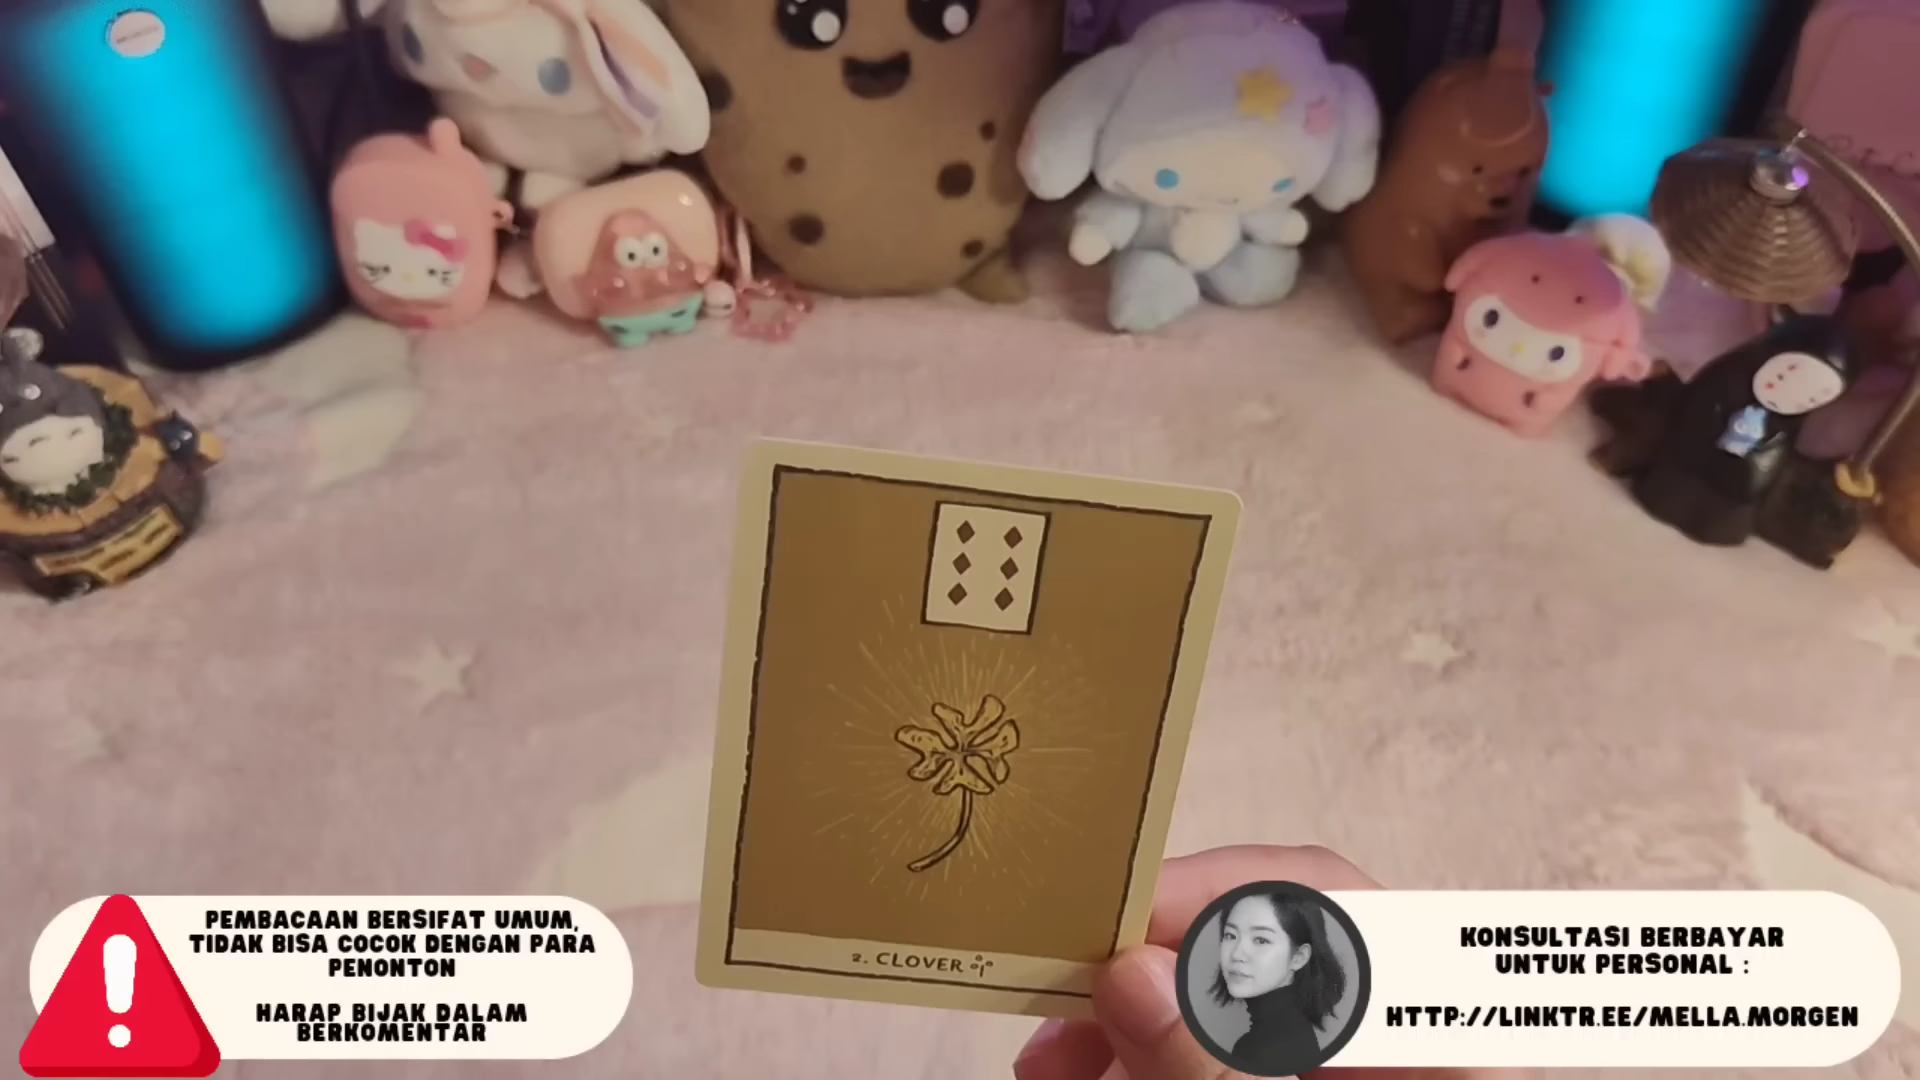 2. CLOVER
PEMBACAAN BERSIFAT UMUM,
TIDAK BISA COCOK DENGAN PARA
PENONTON
HARAP BIJAK DALAM
BERKOMENTAR
KONSULTASI BERBAYAR
UNTUK PERSONAL :
HTTP://LINKTR.EE/MELLA.MORGEN